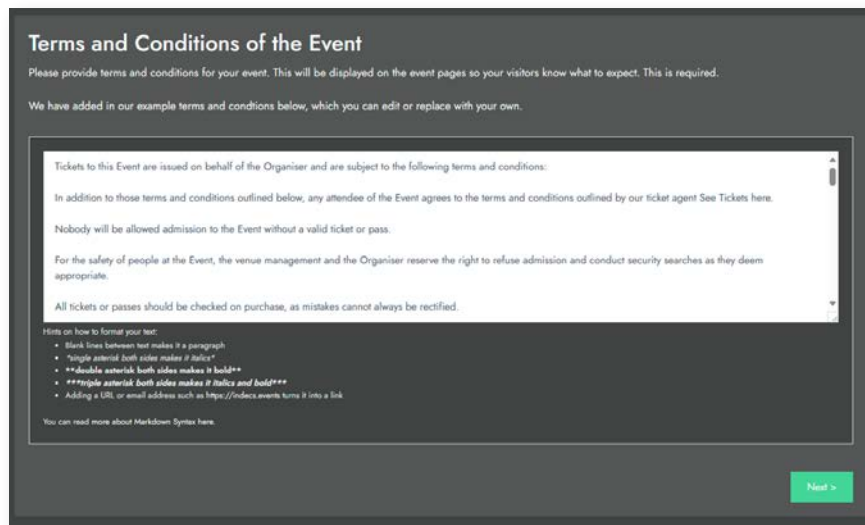 Terms and Conditions of the Event
Please provide terms and conditions for your event. This will be displayed on the event pages so your visitors know what to expect. This is required.
We have added in our example terms and condtions below, which you can edit or replace with your own.
Tickets to this Event are issued on behalf of the Organiser and are subject to the following terms and conditions:
In addition to those terms and conditions outlined below, any attendee of the Event agrees to the terms and conditions outlined by our ticket agent See Tickets here.
Nobody will be allowed admission to the Event without a valid ticket or pass.
For the safety of people at the Event, the venue management and the Organiser reserve the right to refuse admission and conduct security searches as they deem
appropriate.
All tickets or passes should be checked on purchase, as mistakes cannot always be rectified.
Hints on how to format your text:
• Blank lines between text makes it a paragraph
• *single asterisk both sides makes it italics*
• **double asterisk both sides makes it bold**
• ***triple asterisk both sides makes it italics and bold***
• Adding a URL or email address such as https://indecs.events turns it into a link
You can read more about Markdown Syntax here.
Next >